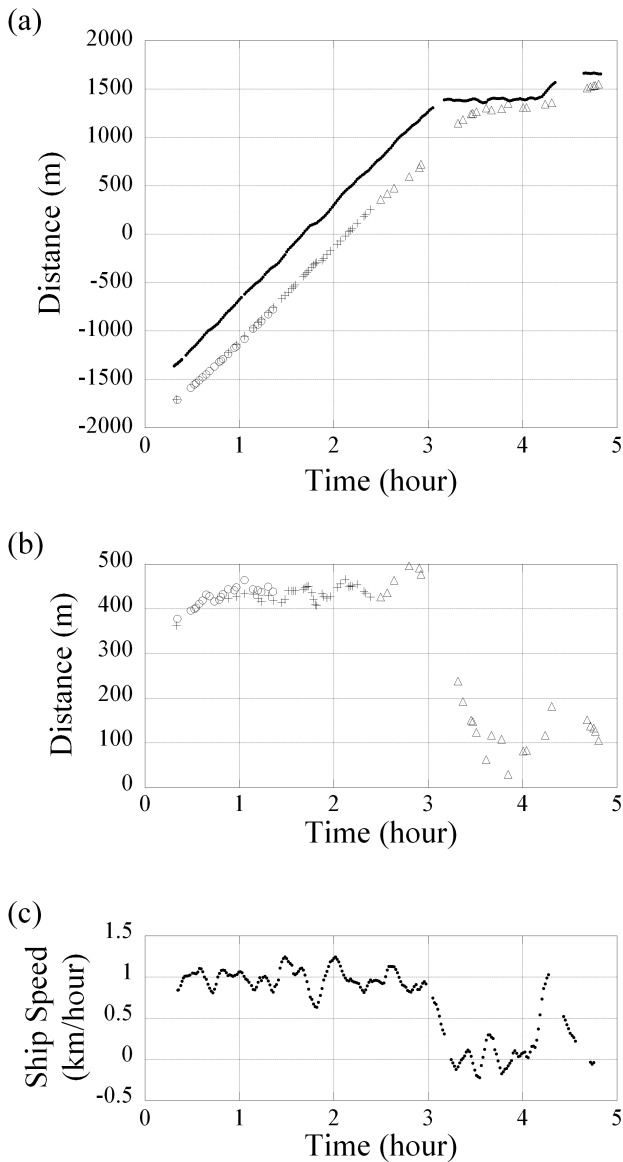 (a)
2000
1500
1000
500
0
-500
-1000
-1500
-2000
Distance (m)
0 1 2 3 4 5
Time (hour)
(b)
500
400
300
200
100
0
Distance (m)
0 1 2 3 4 5
Time (hour)
(c)
1.5
1
0.5
0
-0.5
Ship Speed
(km/hour)
0 1 2 3 4 5
Time (hour)